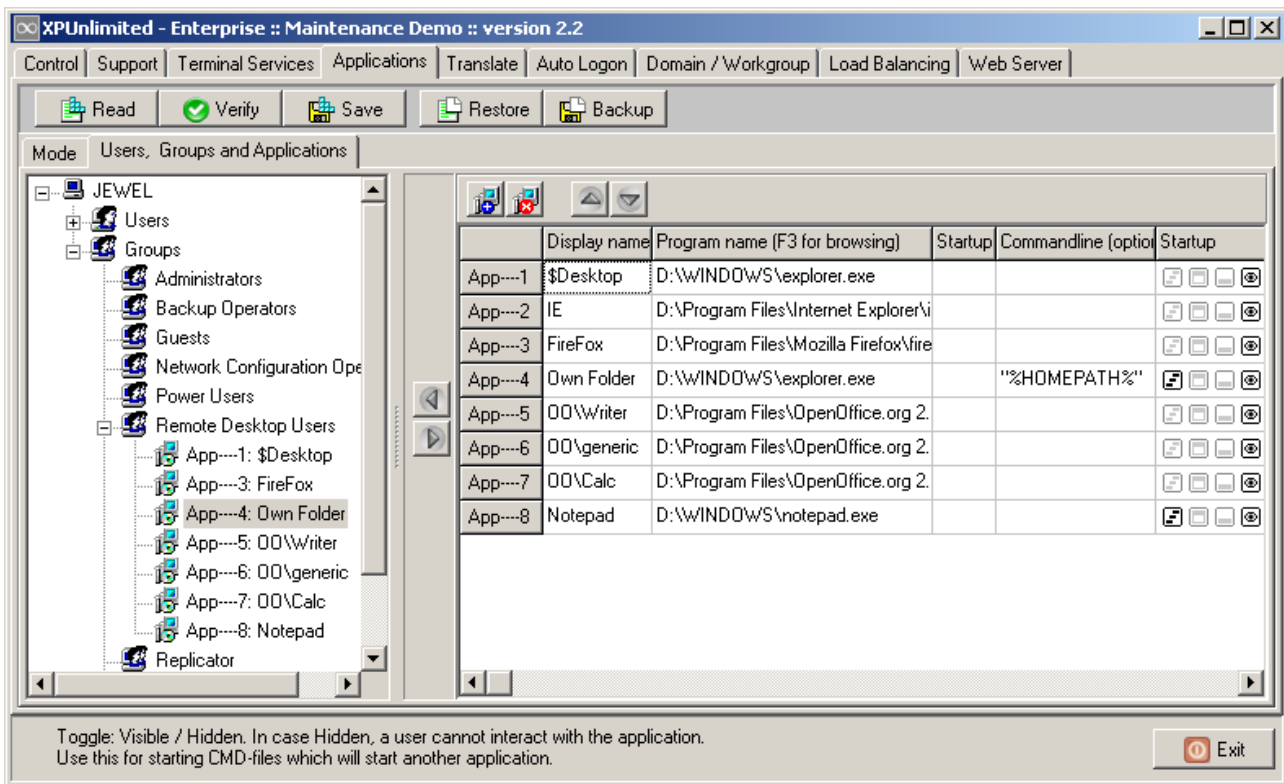 XPUnlimited - Enterprise :: Maintenance Demo :: version 2.2
Control Support Terminal Services Applications Translate Auto Logon Domain / Workgroup Load Balancing Web Server
Read Verify Save Restore Backup
Mode Users, Groups and Applications
JEWEL
Users
Groups
Administrators
Backup Operators
Guests
Network Configuration Ope
Power Users
Remote Desktop Users
App----1: $Desktop
App----3: FireFox
App----4: Own Folder
App----5: OO\Writer
App----6: OO\generic
App----7: OO\Calc
App----8: Notepad
Replicator
Display name Program name (F3 for browsing) Startup Commandline (option Startup
App----1 $Desktop D:\WINDOWS\explorer.exe
App----2 IE D:\Program Files\Internet Explorer\i
App----3 FireFox D:\Program Files\Mozilla Firefox\fire
App----4 Own Folder D:\WINDOWS\explorer.exe "%HOMEPATH%"
App----5 OO\Writer D:\Program Files\OpenOffice.org 2.
App----6 OO\generic D:\Program Files\OpenOffice.org 2.
App----7 OO\Calc D:\Program Files\OpenOffice.org 2.
App----8 Notepad D:\WINDOWS\notepad.exe
Toggle: Visible / Hidden. In case Hidden, a user cannot interact with the application.
Use this for starting CMD-files which will start another application.
Exit